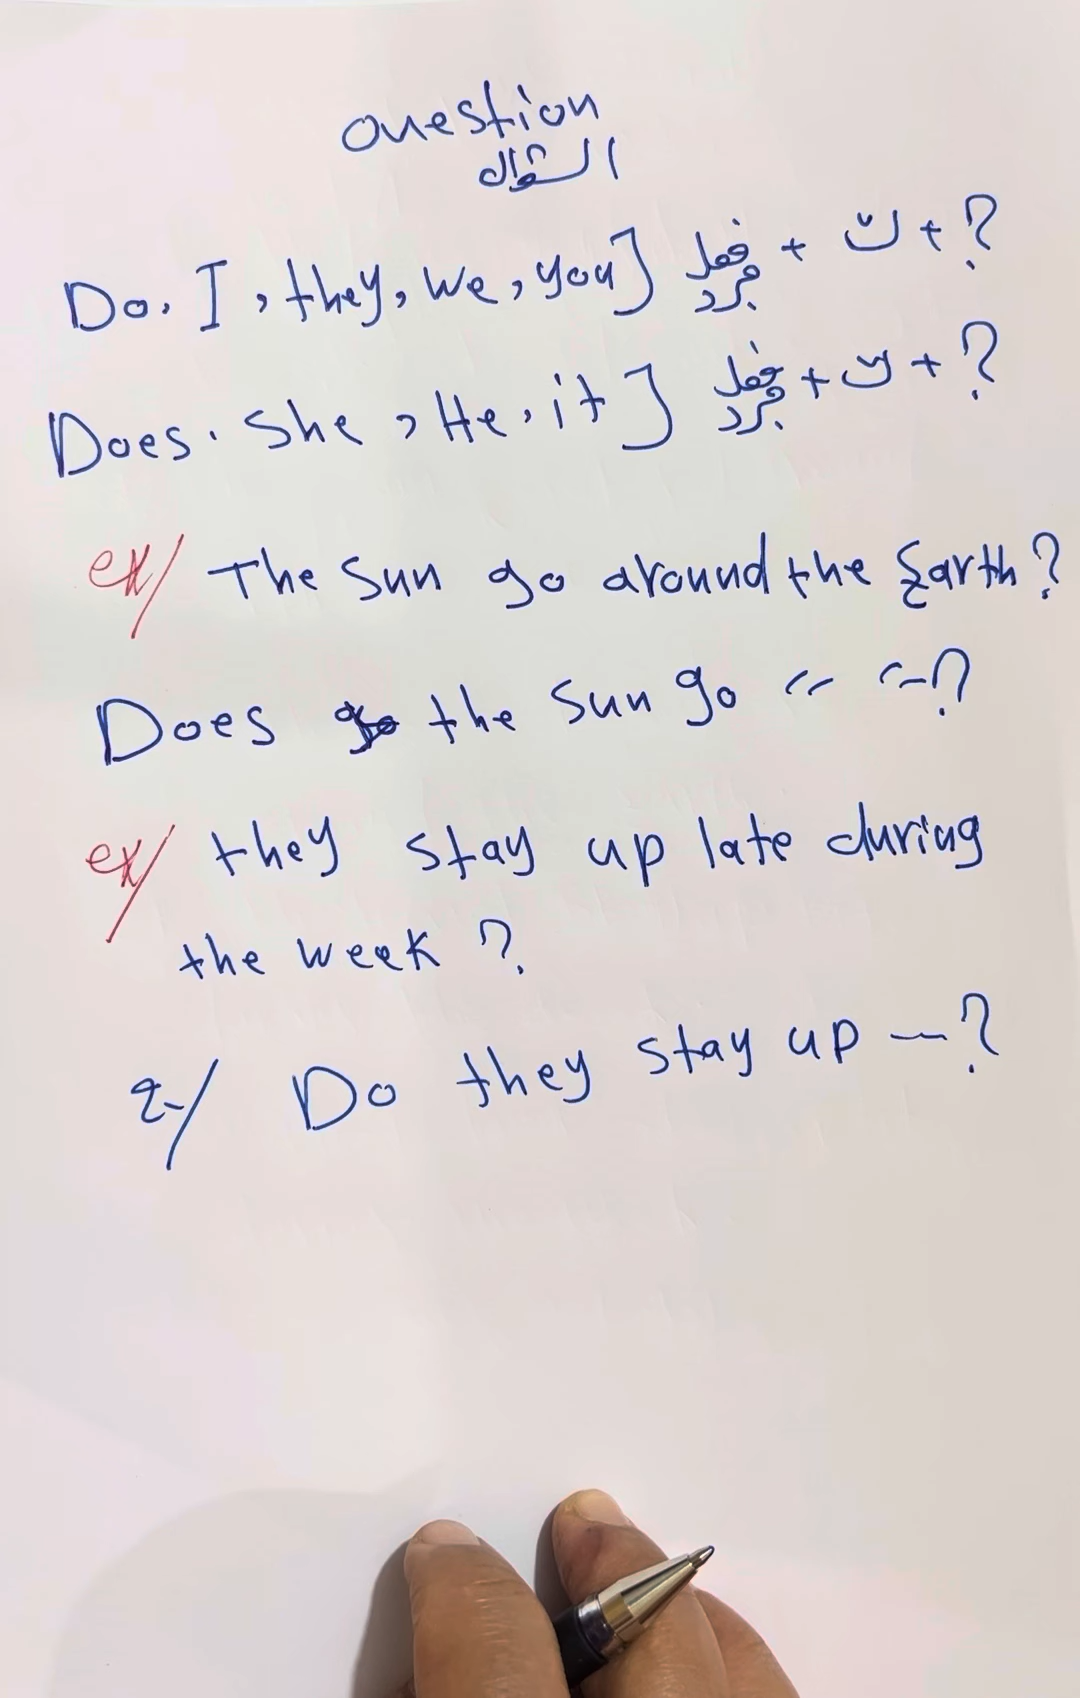 Question
السؤال
Do. I, they, we, you] فعل مجرد + ت + ?
Does. She, He, it] فعل مجرد + ت + ?
ex/ The Sun go around the Earth?
Does the Sun go 〃 〃?
ex/ they stay up late during
the week?
2-/ Do they stay up —?